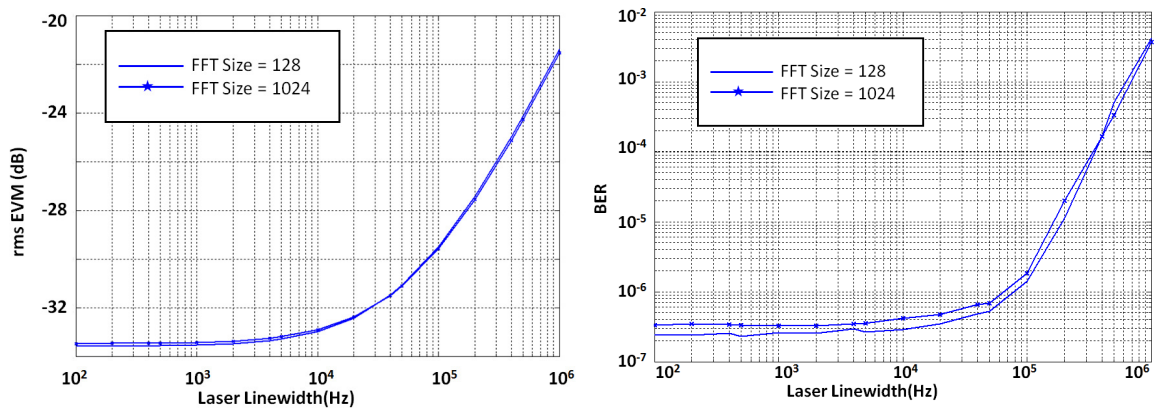 -20
-24
-28
-32
rms EVM (dB)
FFT Size = 128
FFT Size = 1024
10² 10³ 10⁴ 10⁵ 10⁶
Laser Linewidth(Hz)
10⁻²
10⁻³
10⁻⁴
10⁻⁵
10⁻⁶
10⁻⁷
BER
FFT Size = 128
FFT Size = 1024
10² 10³ 10⁴ 10⁵ 10⁶
Laser Linewidth(Hz)